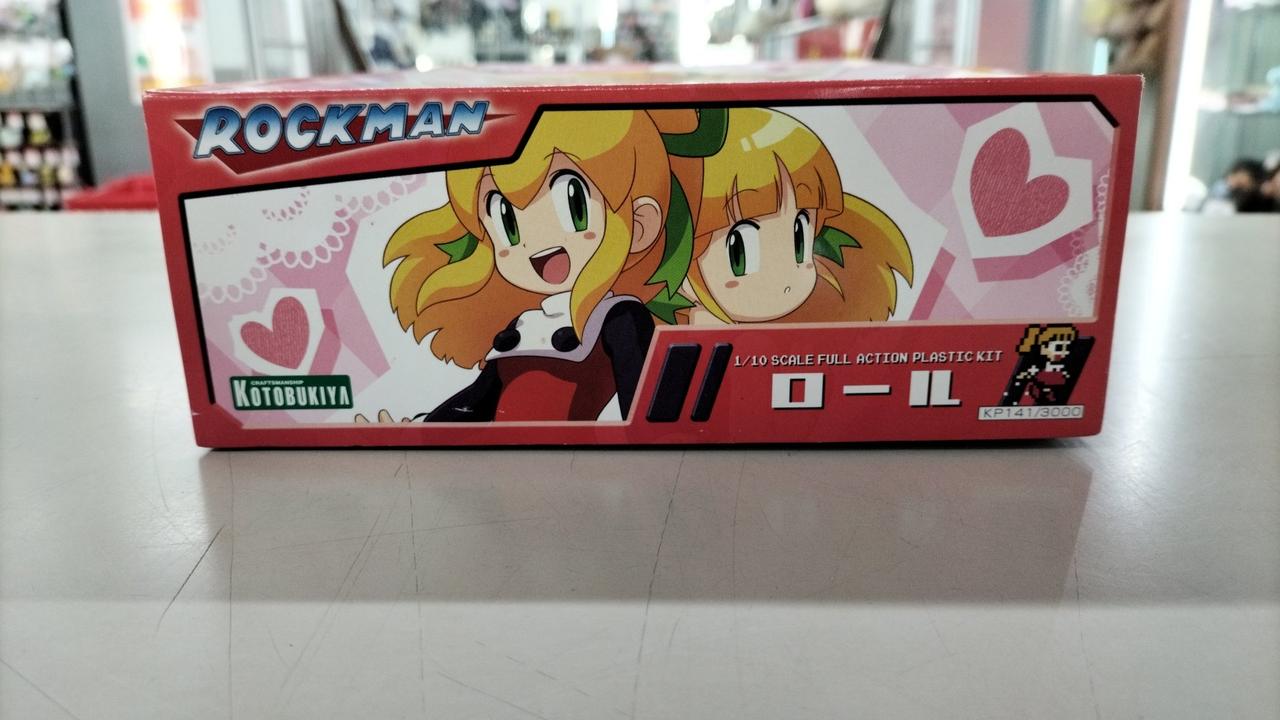 ROCKMAN
CRAFTSMANSHIP
KOTOBUKIYA
1/10 SCALE FULL ACTION PLASTIC KIT
ロール
KP141/3000